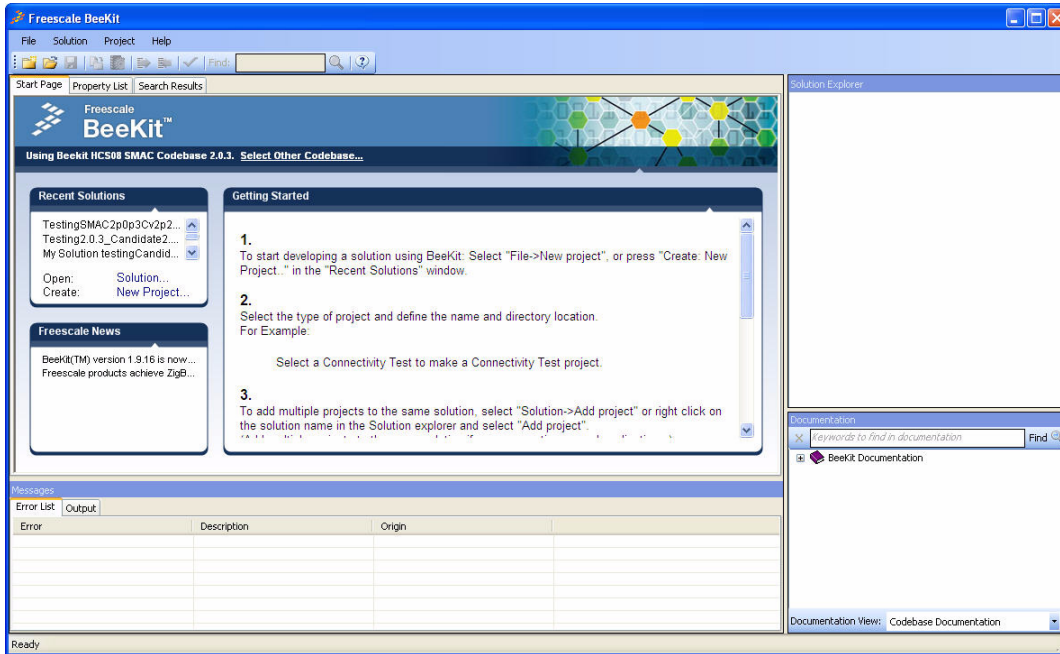 Freescale BeeKit
File Solution Project Help
Find:
Start Page Property List Search Results
Solution Explorer
Freescale
BeeKit™
Using Beekit HCS08 SMAC Codebase 2.0.3. Select Other Codebase...
Recent Solutions
TestingSMAC2p0p3Cv2p2...
Testing2.0.3_Candidate2....
My Solution testingCandid...
Open: Solution...
Create: New Project...
Freescale News
BeeKit(TM) version 1.9.16 is now...
Freescale products achieve ZigB...
Getting Started
1.
To start developing a solution using BeeKit: Select "File->New project", or press "Create: New
Project.." in the "Recent Solutions" window.
2.
Select the type of project and define the name and directory location.
For Example:
Select a Connectivity Test to make a Connectivity Test project.
3.
To add multiple projects to the same solution, select "Solution->Add project" or right click on
the solution name in the Solution explorer and select "Add project".
Documentation
Keywords to find in documentation Find
BeeKit Documentation
Documentation View: Codebase Documentation
Messages
Error List Output
Error Description Origin
Ready